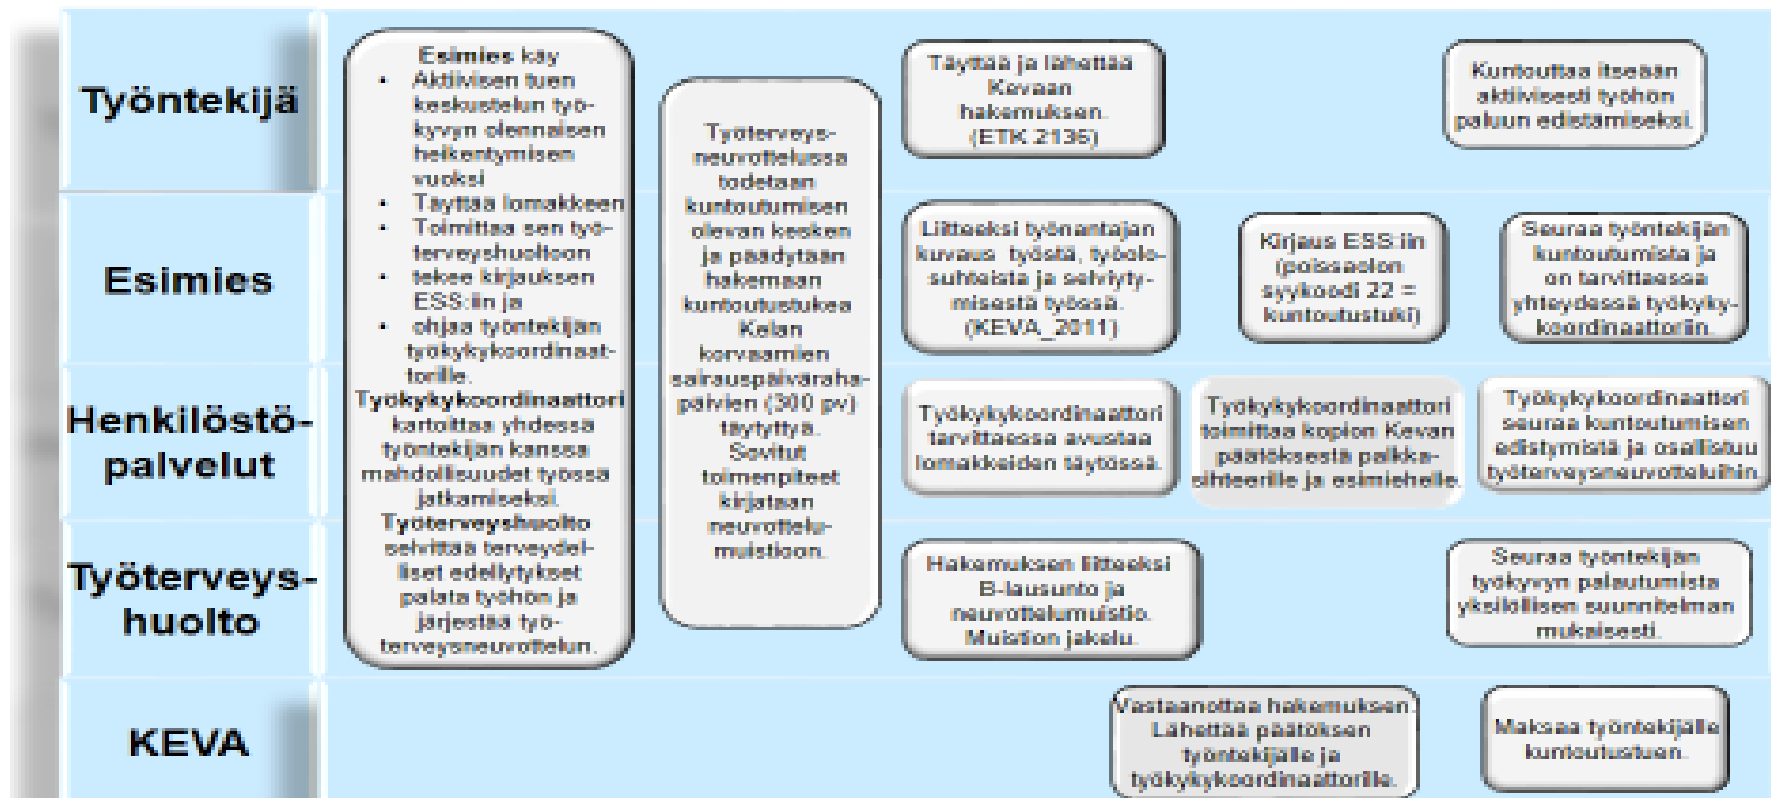 Työntekijä
Esimies käy
• Aktiivisen tuen
keskustelun työ-
kyvyn olennaisen
heikentymisen
vuoksi
• Täyttää lomakkeen
• Toimittaa sen työ-
terveyshuoltoon
• tekee kirjauksen
ESS:iin ja
• ohjaa työntekijän
työkykykoordinaat-
torille.
Työkykykoordinaattori
kartoittaa yhdessä
työntekijän kanssa
mahdollisuudet työssä
jatkamiseksi.
Työterveyshuolto
selvittää terveydel-
liset edellytykset
palata työhön ja
järjestää työ-
terveysneuvottelun.
Työterveys-
neuvottelussa
todetaan
kuntoutumisen
olevan kesken
ja päädytään
hakemaan
kuntoutustukea
Kelan
korvaamien
sairauspäiväraha-
päivien (300 pv)
täytyttyä.
Sovitut
toimenpiteet
kirjataan
neuvottelu-
muistioon.
Täyttää ja lähettää
Kevaan
hakemuksen.
(ETK 2136)
Kuntouttaa itseään
aktiivisesti työhön
paluun edistämiseksi.
Esimies
Liitteeksi työnantajan
kuvaus työstä, työolo-
suhteista ja selviyty-
misestä työssä.
(KEVA_2011)
Kirjaus ESS:iin
(poissaolon
syykoodi 22 =
kuntoutustuki)
Seuraa työntekijän
kuntoutumista ja
on tarvittaessa
yhteydessä työkyky-
koordinaattoriin.
Henkilöstö-
palvelut
Työkykykoordinaattori
tarvittaessa avustaa
lomakkeiden täytössä.
Työkykykoordinaattori
toimittaa kopion Kevan
päätöksestä palkka-
sihteerille ja esimiehelle.
Työkykykoordinaattori
seuraa kuntoutumisen
edistymistä ja osallistuu
työterveysneuvotteluihin.
Työterveys-
huolto
Hakemuksen liitteeksi
B-lausunto ja
neuvottelumuistio.
Muistion jakelu.
Seuraa työntekijän
työkyvyn palautumista
yksilöllisen suunnitelman
mukaisesti.
KEVA
Vastaanottaa hakemuksen.
Lähettää päätöksen
työntekijälle ja
työkykykoordinaattorille.
Maksaa työntekijälle
kuntoutustuen.